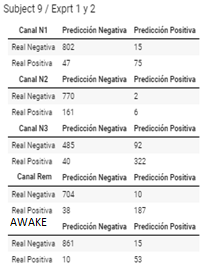 Subject 9 / Exprt 1 y 2
Canal N1 Predicción Negativa Predicción Positiva
Real Negativa 802 15
Real Positiva 47 75
Canal N2 Predicción Negativa Predicción Positiva
Real Negativa 770 2
Real Positiva 161 6
Canal N3 Predicción Negativa Predicción Positiva
Real Negativa 485 92
Real Positiva 40 322
Canal Rem Predicción Negativa Predicción Positiva
Real Negativa 704 10
Real Positiva 38 187
AWAKE Predicción Negativa Predicción Positiva
Real Negativa 861 15
Real Positiva 10 53